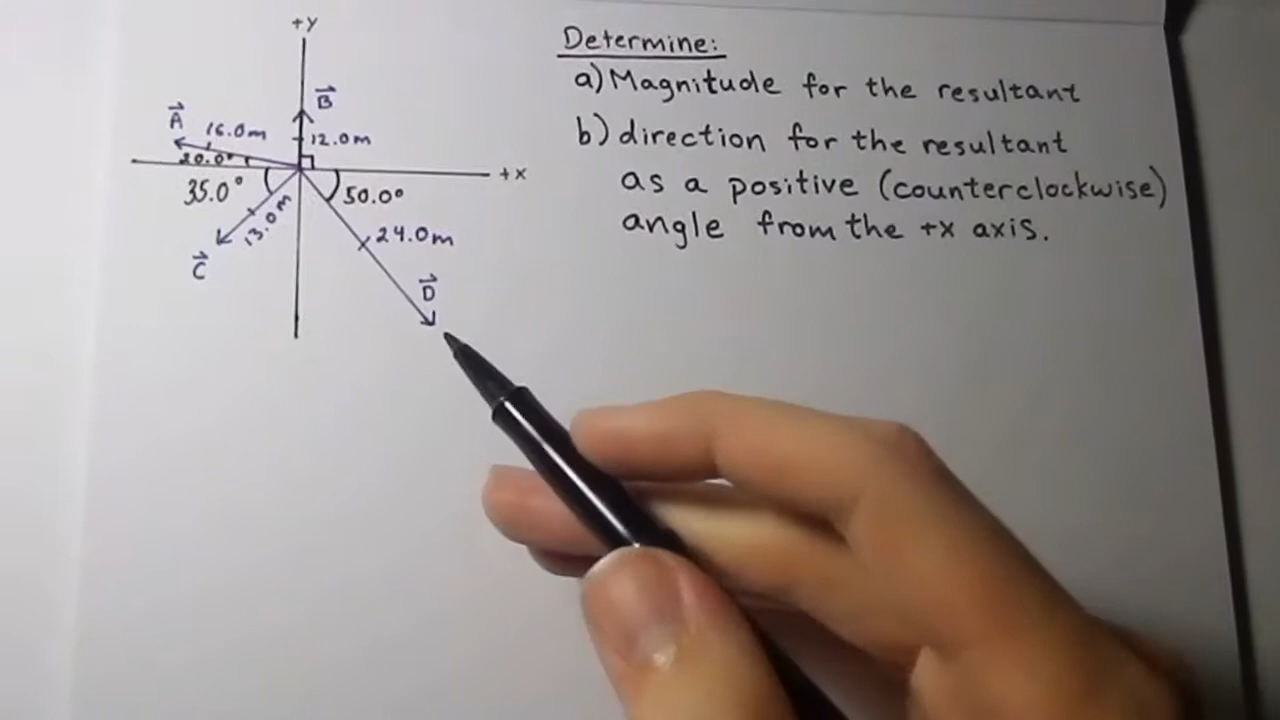 +y
B
A
16.0m
12.0m
20.0°
+x
35.0°
50.0°
13.0m
24.0m
C
D
Determine:
a) Magnitude for the resultant
b) direction for the resultant
as a positive (counterclockwise)
angle from the +x axis.